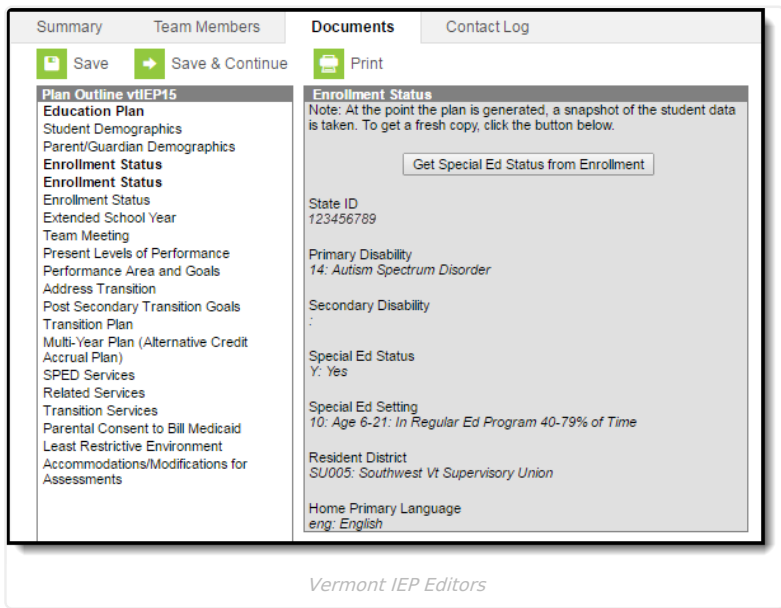 Summary Team Members Documents Contact Log
Save Save & Continue Print
Plan Outline vtIEP15
Education Plan
Student Demographics
Parent/Guardian Demographics
Enrollment Status
Enrollment Status
Enrollment Status
Extended School Year
Team Meeting
Present Levels of Performance
Performance Area and Goals
Address Transition
Post Secondary Transition Goals
Transition Plan
Multi-Year Plan (Alternative Credit
Accrual Plan)
SPED Services
Related Services
Transition Services
Parental Consent to Bill Medicaid
Least Restrictive Environment
Accommodations/Modifications for
Assessments
Enrollment Status
Note: At the point the plan is generated, a snapshot of the student data
is taken. To get a fresh copy, click the button below.
Get Special Ed Status from Enrollment
State ID
123456789
Primary Disability
14: Autism Spectrum Disorder
Secondary Disability
:
Special Ed Status
Y: Yes
Special Ed Setting
10: Age 6-21: In Regular Ed Program 40-79% of Time
Resident District
SU005: Southwest Vt Supervisory Union
Home Primary Language
eng: English
Vermont IEP Editors